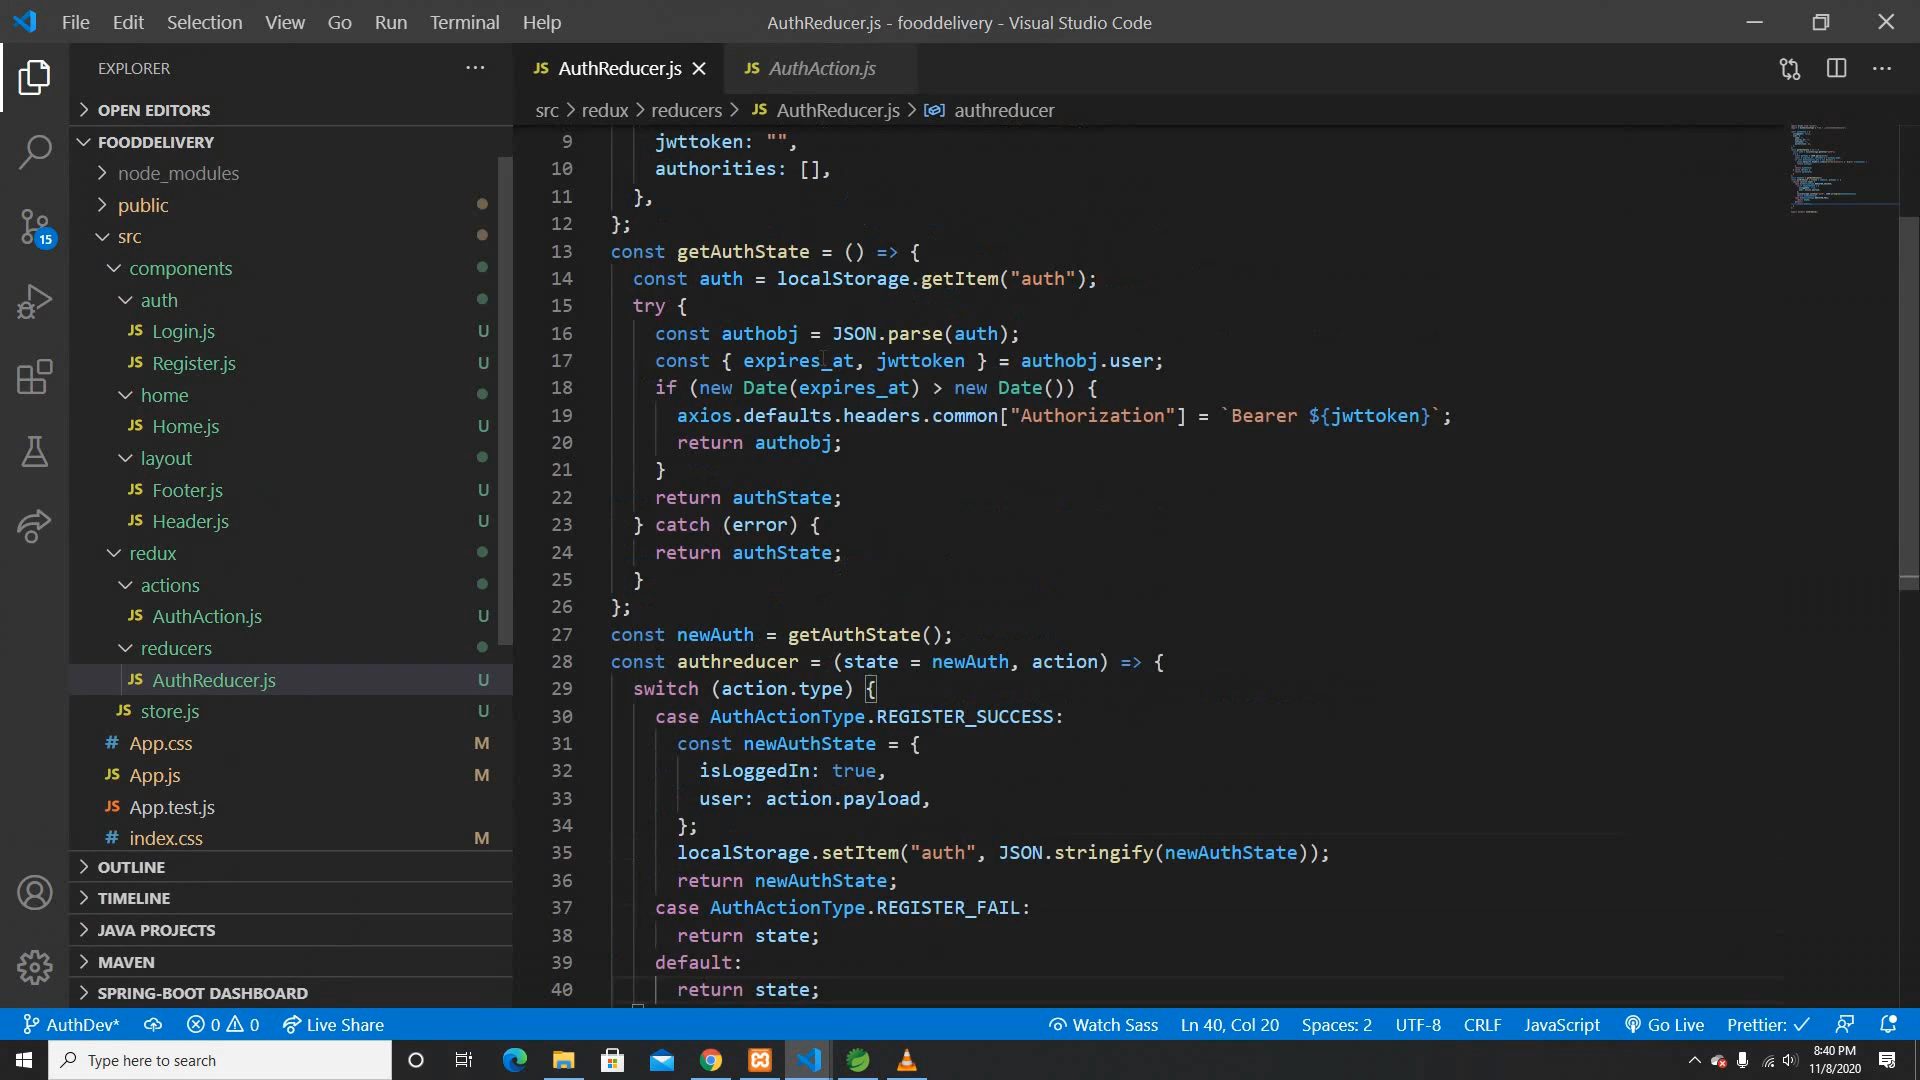 File Edit Selection View Go Run Terminal Help
AuthReducer.js - fooddelivery - Visual Studio Code
EXPLORER
OPEN EDITORS
FOODDELIVERY
node_modules
public
src
components
auth
JS Login.js U
JS Register.js U
home
JS Home.js U
layout
JS Footer.js U
JS Header.js U
redux
actions
JS AuthAction.js U
reducers
JS AuthReducer.js U
JS store.js U
# App.css M
JS App.js M
JS App.test.js
# index.css M
OUTLINE
TIMELINE
JAVA PROJECTS
MAVEN
SPRING-BOOT DASHBOARD
15
JS AuthReducer.js
JS AuthAction.js
src > redux > reducers > JS AuthReducer.js > authreducer
9 jwttoken: "",
10 authorities: [],
11 },
12 };
13 const getAuthState = () => {
14 const auth = localStorage.getItem("auth");
15 try {
16 const authobj = JSON.parse(auth);
17 const { expires_at, jwttoken } = authobj.user;
18 if (new Date(expires_at) > new Date()) {
19 axios.defaults.headers.common["Authorization"] = `Bearer ${jwttoken}`;
20 return authobj;
21 }
22 return authState;
23 } catch (error) {
24 return authState;
25 }
26 };
27 const newAuth = getAuthState();
28 const authreducer = (state = newAuth, action) => {
29 switch (action.type) {
30 case AuthActionType.REGISTER_SUCCESS:
31 const newAuthState = {
32 isLoggedIn: true,
33 user: action.payload,
34 };
35 localStorage.setItem("auth", JSON.stringify(newAuthState));
36 return newAuthState;
37 case AuthActionType.REGISTER_FAIL:
38 return state;
39 default:
40 return state;
AuthDev* 0 0 Live Share Watch Sass Ln 40, Col 20 Spaces: 2 UTF-8 CRLF JavaScript Go Live Prettier: ✓
Type here to search
8:40 PM
11/8/2020